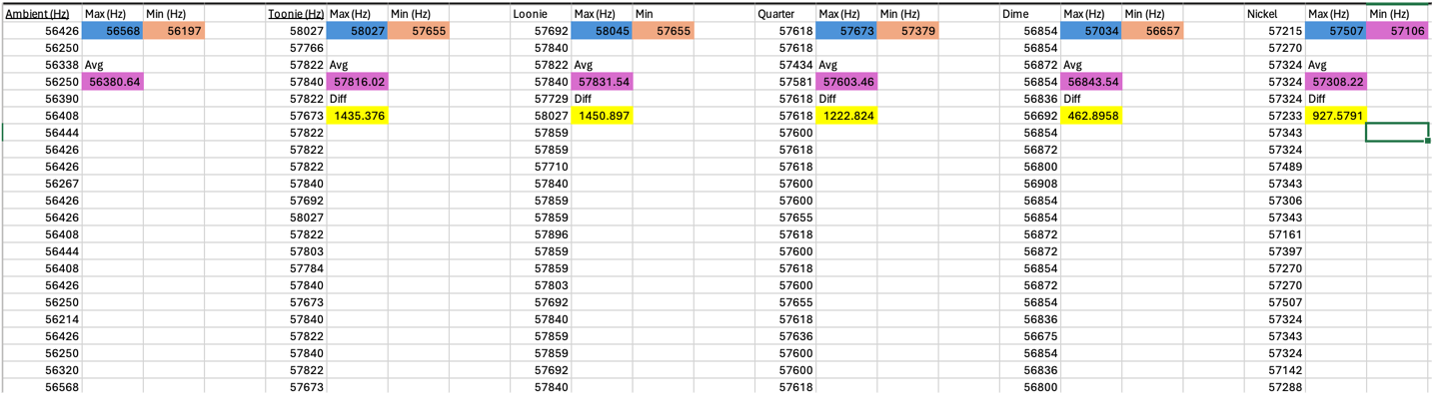 Ambient (Hz) Max (Hz) Min (Hz) Toonie (Hz) Max (Hz) Min (Hz) Loonie Max (Hz) Min Quarter Max (Hz) Min (Hz) Dime Max (Hz) Min (Hz) Nickel Max (Hz) Min (Hz)
56426 56568 56197 58027 58027 57655 57692 58045 57655 57618 57673 57379 56854 57034 56657 57215 57507 57106
56250 57766 57840 57618 56854 57270
56338 Avg 57822 Avg 57822 Avg 57434 Avg 56872 Avg 57324 Avg
56250 56380.64 57840 57816.02 57840 57831.54 57581 57603.46 56854 56843.54 57324 57308.22
56390 57822 Diff 57729 Diff 57618 Diff 56836 Diff 57324 Diff
56408 57673 1435.376 58027 1450.897 57618 1222.824 56692 462.8958 57233 927.5791
56444 57822 57859 57600 56854 57343
56426 57822 57859 57618 56872 57324
56426 57822 57710 57618 56800 57489
56267 57840 57840 57600 56908 57343
56426 57692 57859 57600 56854 57306
56426 58027 57859 57655 56854 57343
56408 57822 57896 57618 56872 57161
56444 57803 57859 57600 56872 57397
56408 57784 57859 57618 56854 57270
56426 57840 57803 57600 56872 57270
56250 57673 57692 57655 56854 57507
56214 57840 57840 57618 56836 57324
56426 57822 57859 57636 56675 57343
56250 57840 57859 57600 56854 57324
56320 57822 57692 57600 56836 57142
56568 57673 57840 57618 56800 57288